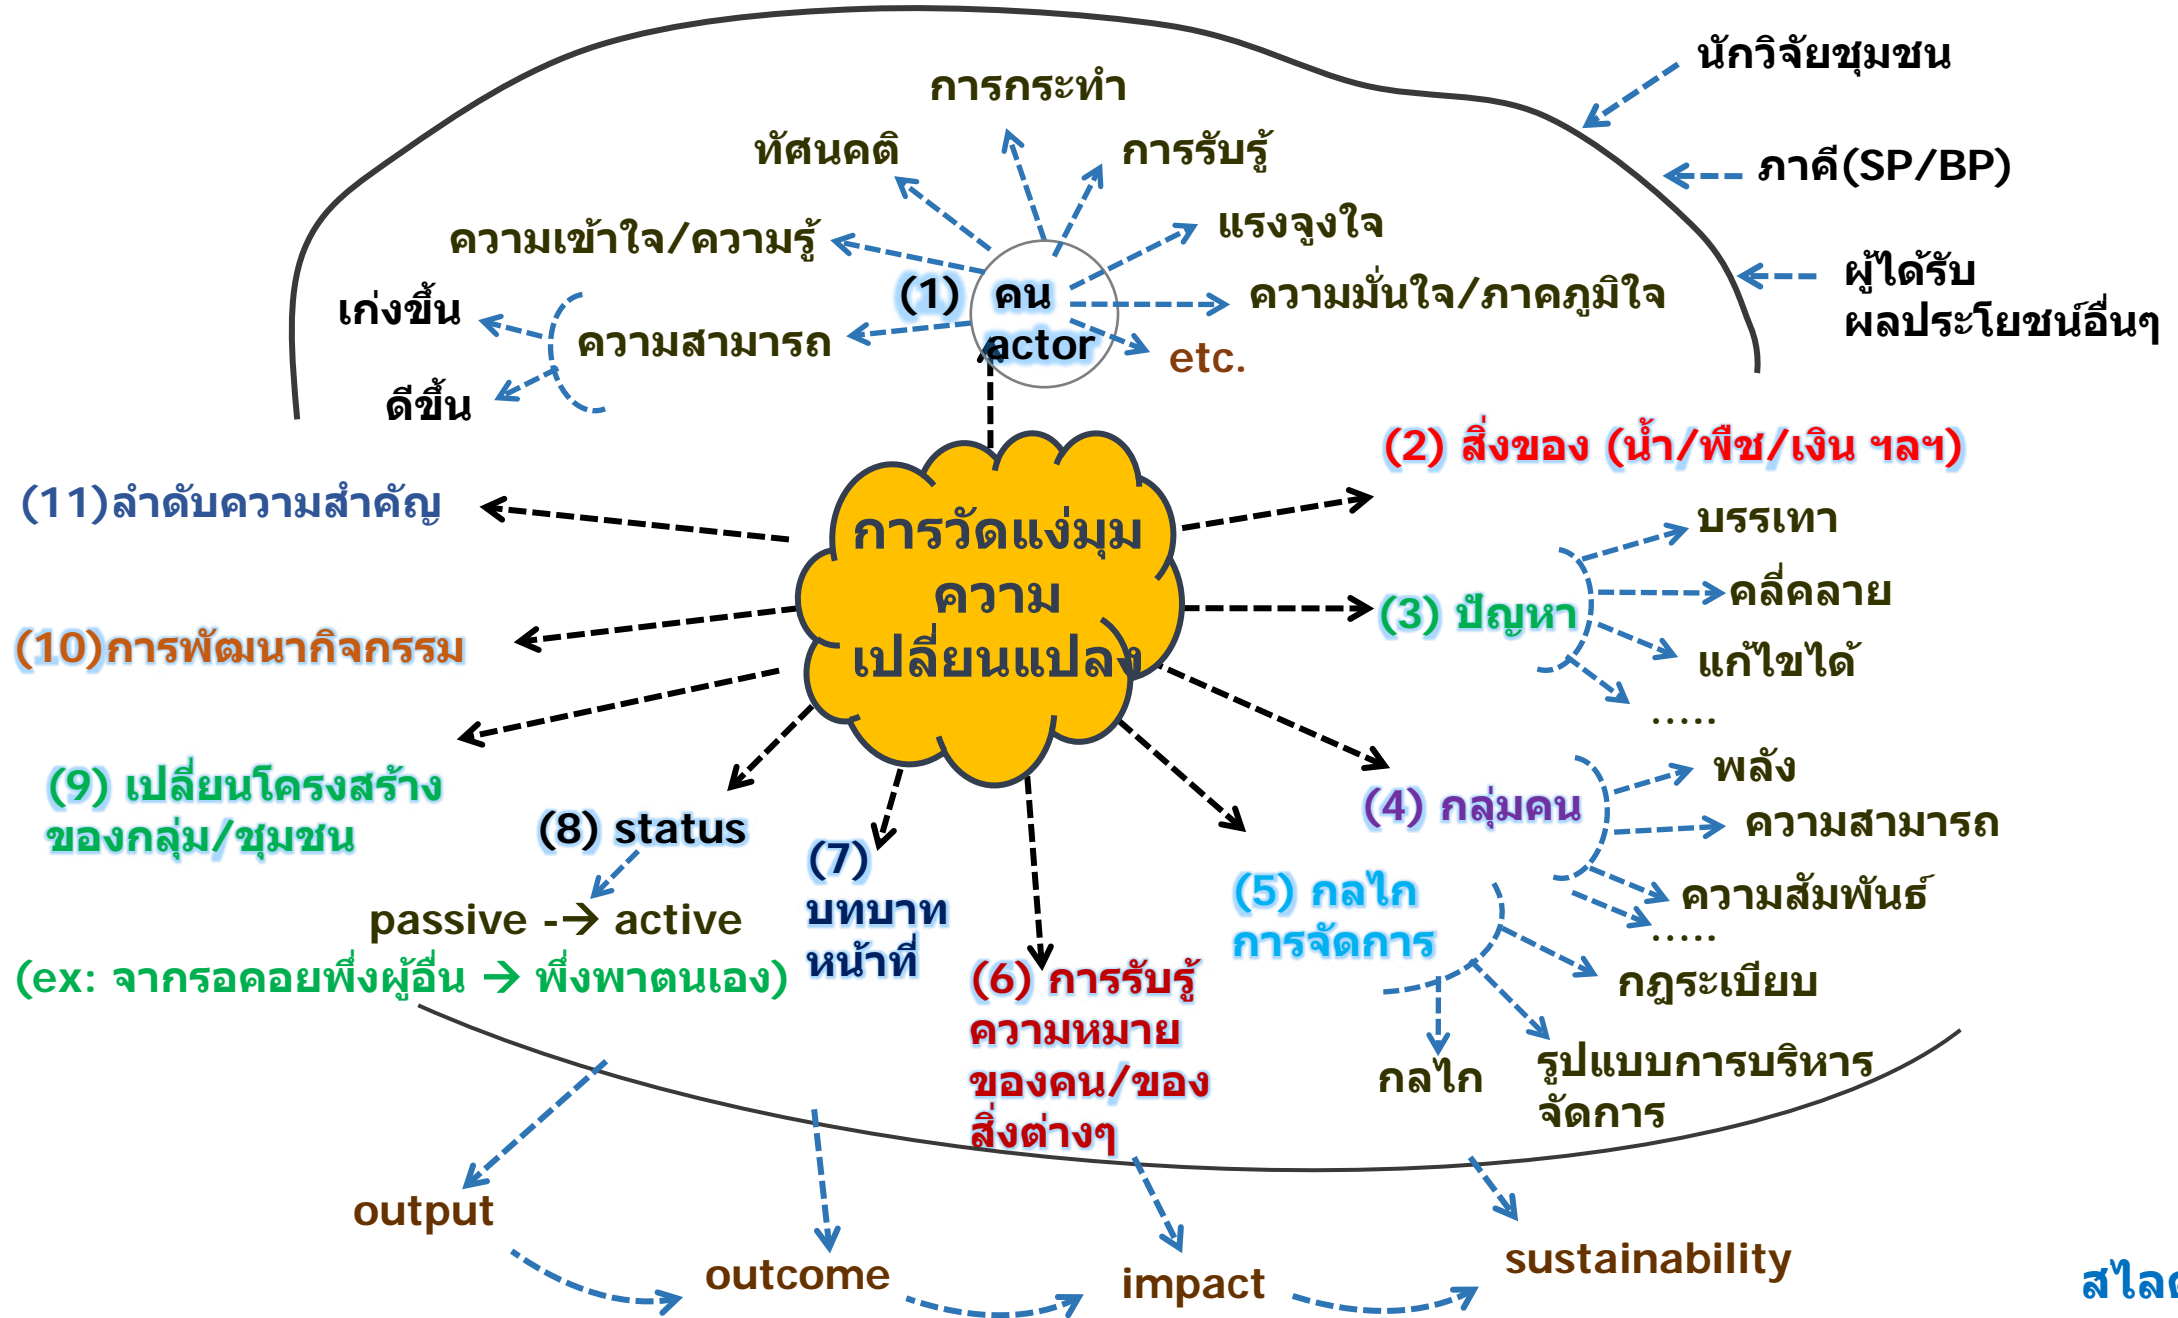 นักวิจัยชุมชน
การกระทำ
ทัศนคติ
การรับรู้
ภาคี(SP/BP)
ความเข้าใจ/ความรู้
แรงจูงใจ
(1) คน
actor
ความมั่นใจ/ภาคภูมิใจ
ผู้ได้รับ
ผลประโยชน์อื่นๆ
เก่งขึ้น
ความสามารถ
etc.
ดีขึ้น
(2) สิ่งของ (น้ำ/พืช/เงิน ฯลฯ)
(11)ลำดับความสำคัญ
การวัดแง่มุม
ความ
เปลี่ยนแปลง
บรรเทา
คลี่คลาย
(3) ปัญหา
แก้ไขได้
.....
(10)การพัฒนากิจกรรม
พลัง
(4) กลุ่มคน
ความสามารถ
ความสัมพันธ์
.....
(9) เปลี่ยนโครงสร้าง
ของกลุ่ม/ชุมชน
(8) status
passive -→ active
(ex: จากรอคอยพึ่งผู้อื่น → พึ่งพาตนเอง)
(7)
บทบาท
หน้าที่
(6) การรับรู้
ความหมาย
ของคน/ของ
สิ่งต่างๆ
(5) กลไก
การจัดการ
กฎระเบียบ
กลไก
รูปแบบการบริหาร
จัดการ
output
outcome
impact
sustainability